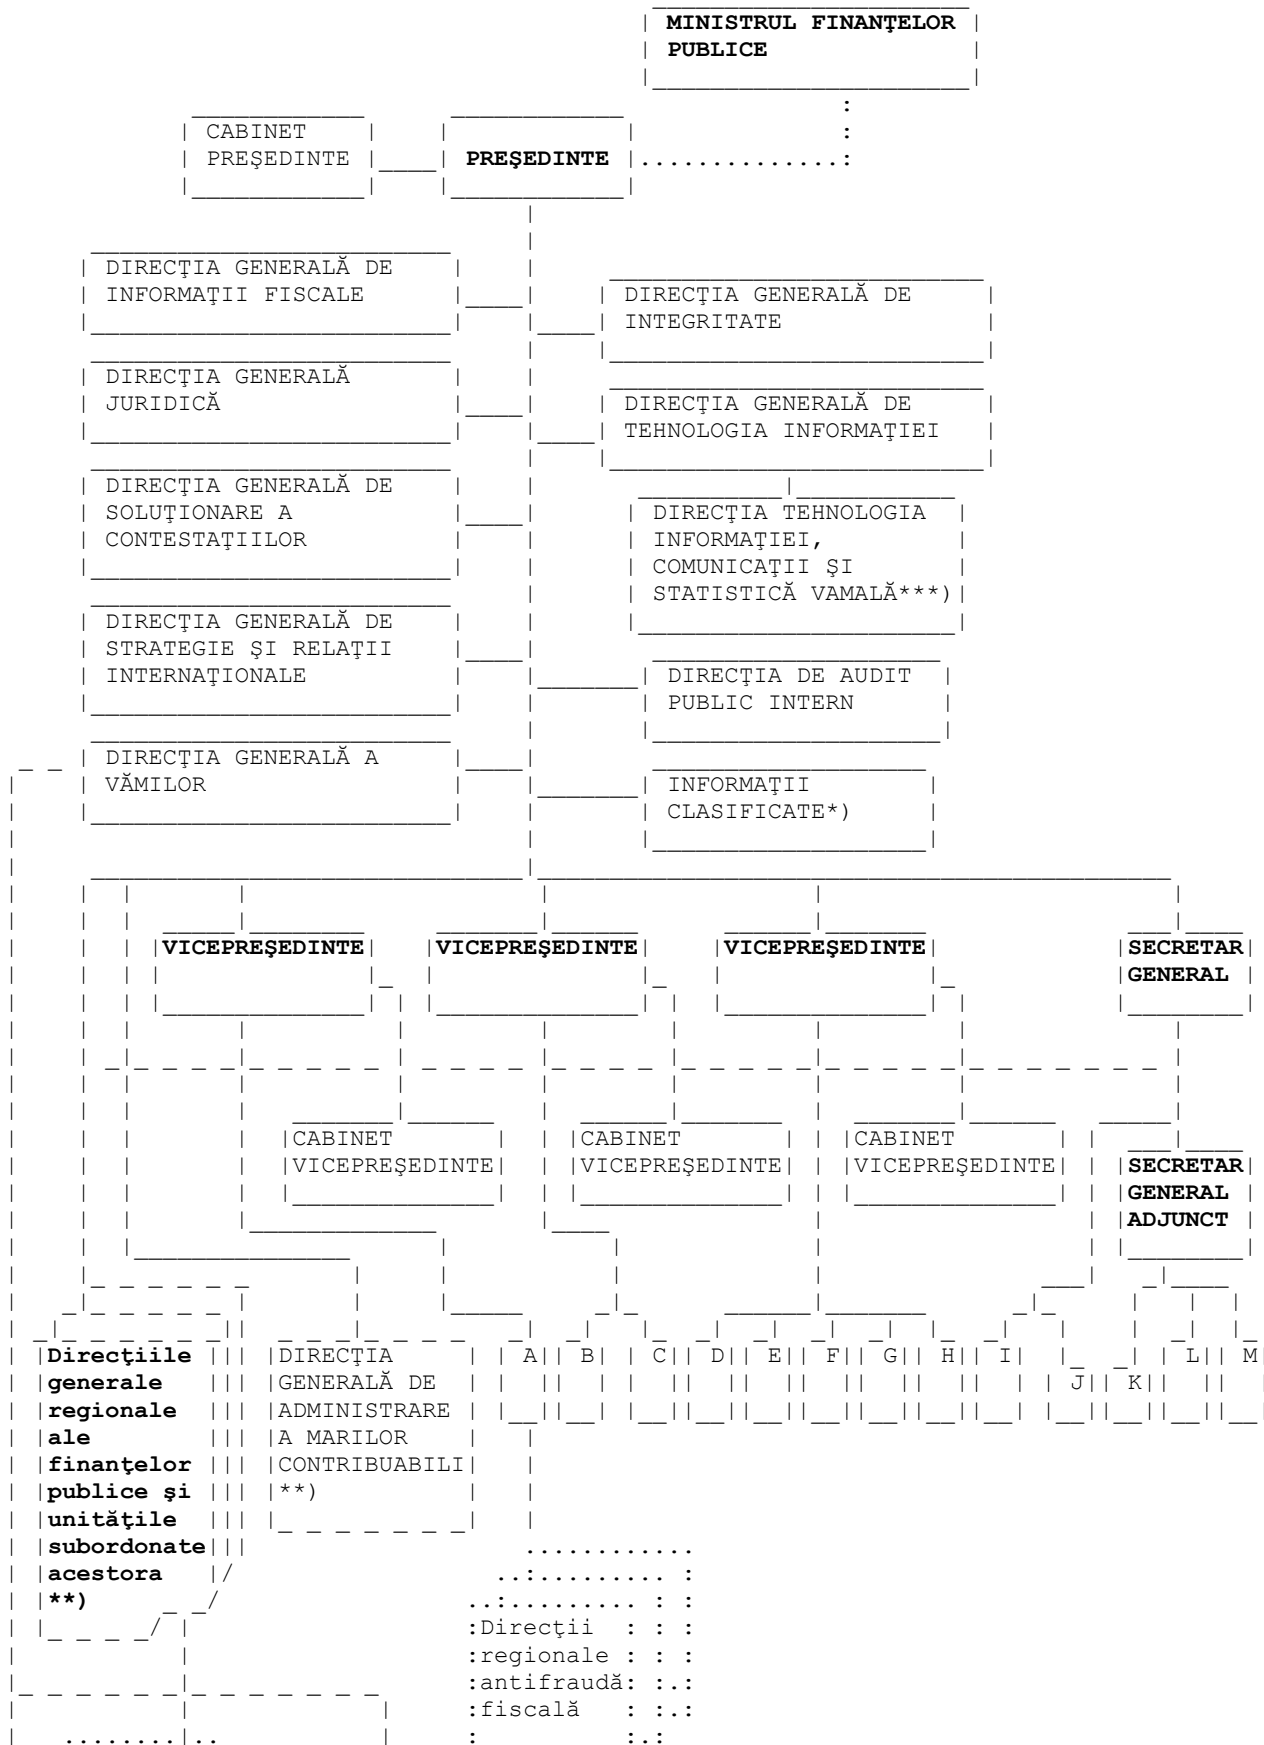 MINISTRUL FINANŢELOR
PUBLICE
CABINET
PREŞEDINTE
PREŞEDINTE
DIRECŢIA GENERALĂ DE
INFORMAŢII FISCALE
DIRECŢIA GENERALĂ DE
INTEGRITATE
DIRECŢIA GENERALĂ
JURIDICĂ
DIRECŢIA GENERALĂ DE
TEHNOLOGIA INFORMAŢIEI
DIRECŢIA GENERALĂ DE
SOLUŢIONARE A
CONTESTAŢIILOR
DIRECŢIA TEHNOLOGIA
INFORMAŢIEI,
COMUNICAŢII ŞI
STATISTICĂ VAMALĂ***)
DIRECŢIA GENERALĂ DE
STRATEGIE ŞI RELAŢII
INTERNAŢIONALE
DIRECŢIA DE AUDIT
PUBLIC INTERN
DIRECŢIA GENERALĂ A
VĂMILOR
INFORMAŢII
CLASIFICATE*)
VICEPREŞEDINTE
VICEPREŞEDINTE
VICEPREŞEDINTE
SECRETAR
GENERAL
CABINET
VICEPREŞEDINTE
CABINET
VICEPREŞEDINTE
CABINET
VICEPREŞEDINTE
SECRETAR
GENERAL
ADJUNCT
Direcţiile
generale
regionale
ale
finanţelor
publice şi
unităţile
subordonate
acestora
**)
DIRECŢIA
GENERALĂ DE
ADMINISTRARE
A MARILOR
CONTRIBUABILI
**)
A B C D E F G H I J K L M
Direcţii
regionale
antifraudă
fiscală